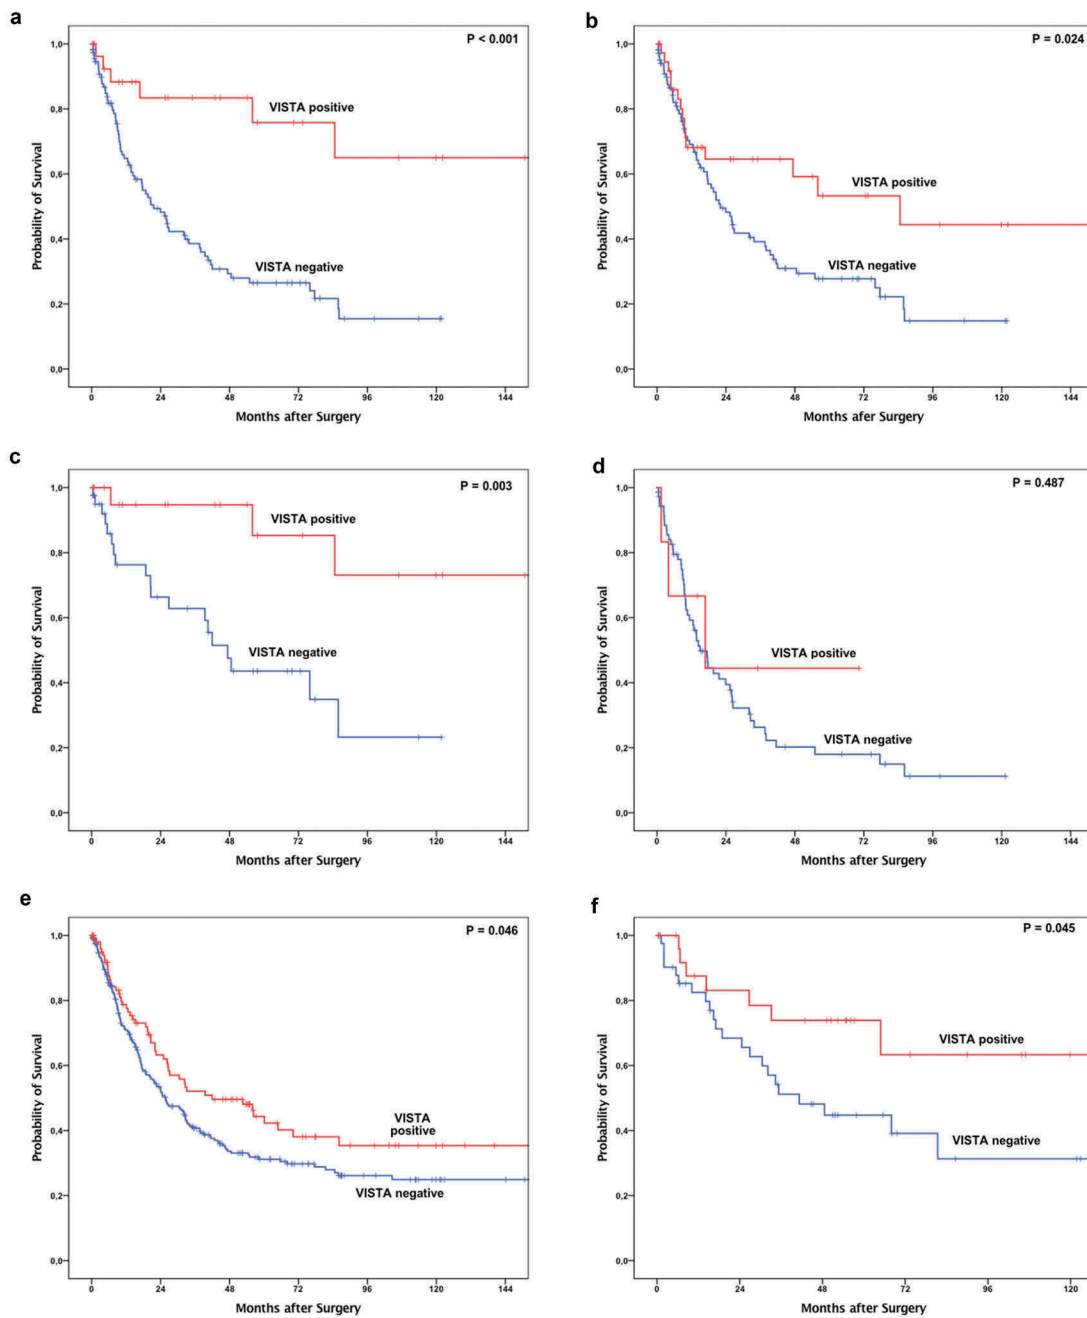 a
P < 0.001
1,0
0,8
0,6
0,4
0,2
0,0
Probability of Survival
VISTA positive
VISTA negative
0 24 48 72 96 120 144
Months after Surgery
b
P = 0.024
1,0
0,8
0,6
0,4
0,2
0,0
Probability of Survival
VISTA positive
VISTA negative
0 24 48 72 96 120 144
Months after Surgery
c
P = 0.003
1,0
0,8
0,6
0,4
0,2
0,0
Probability of Survival
VISTA positive
VISTA negative
0 24 48 72 96 120 144
Months after Surgery
d
P = 0.487
1,0
0,8
0,6
0,4
0,2
0,0
Probability of Survival
VISTA positive
VISTA negative
0 24 48 72 96 120 144
Months after Surgery
e
P = 0.046
1,0
0,8
0,6
0,4
0,2
0,0
Probability of Survival
VISTA
positive
VISTA negative
0 24 48 72 96 120 144
Months after Surgery
f
P = 0.045
1,0
0,8
0,6
0,4
0,2
0,0
Probability of Survival
VISTA positive
VISTA negative
0 24 48 72 96 120
Months after Surgery